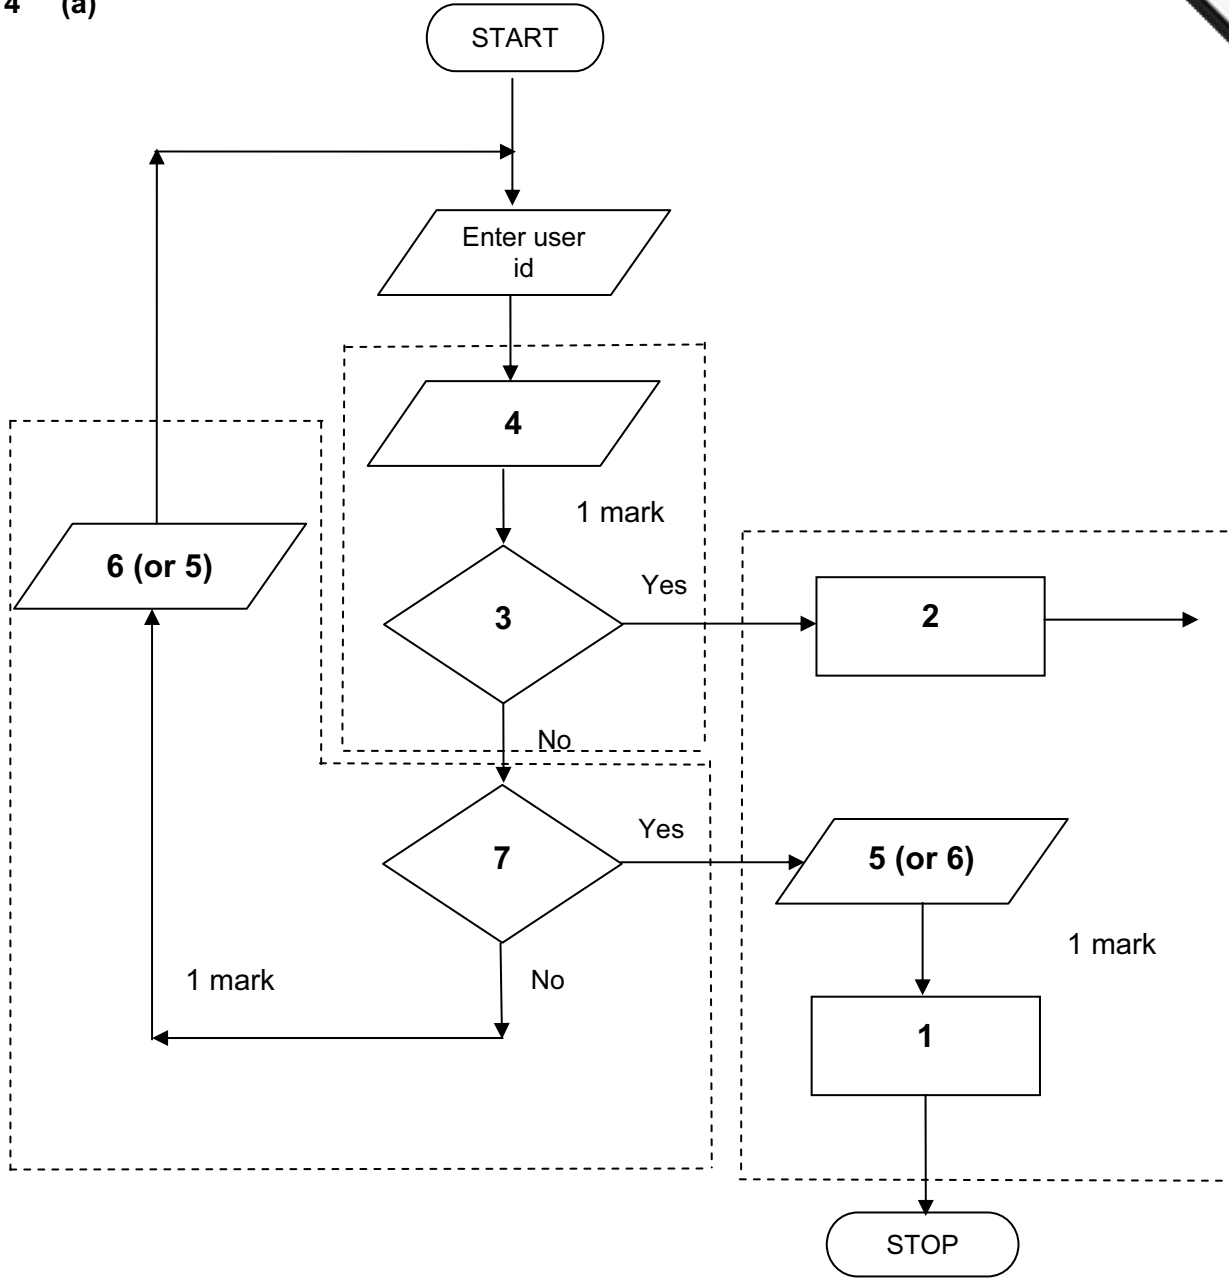 4 (a)
START
Enter user
id
4
1 mark
6 (or 5)
3
Yes
2
No
7
Yes
5 (or 6)
1 mark
1 mark
No
1
STOP